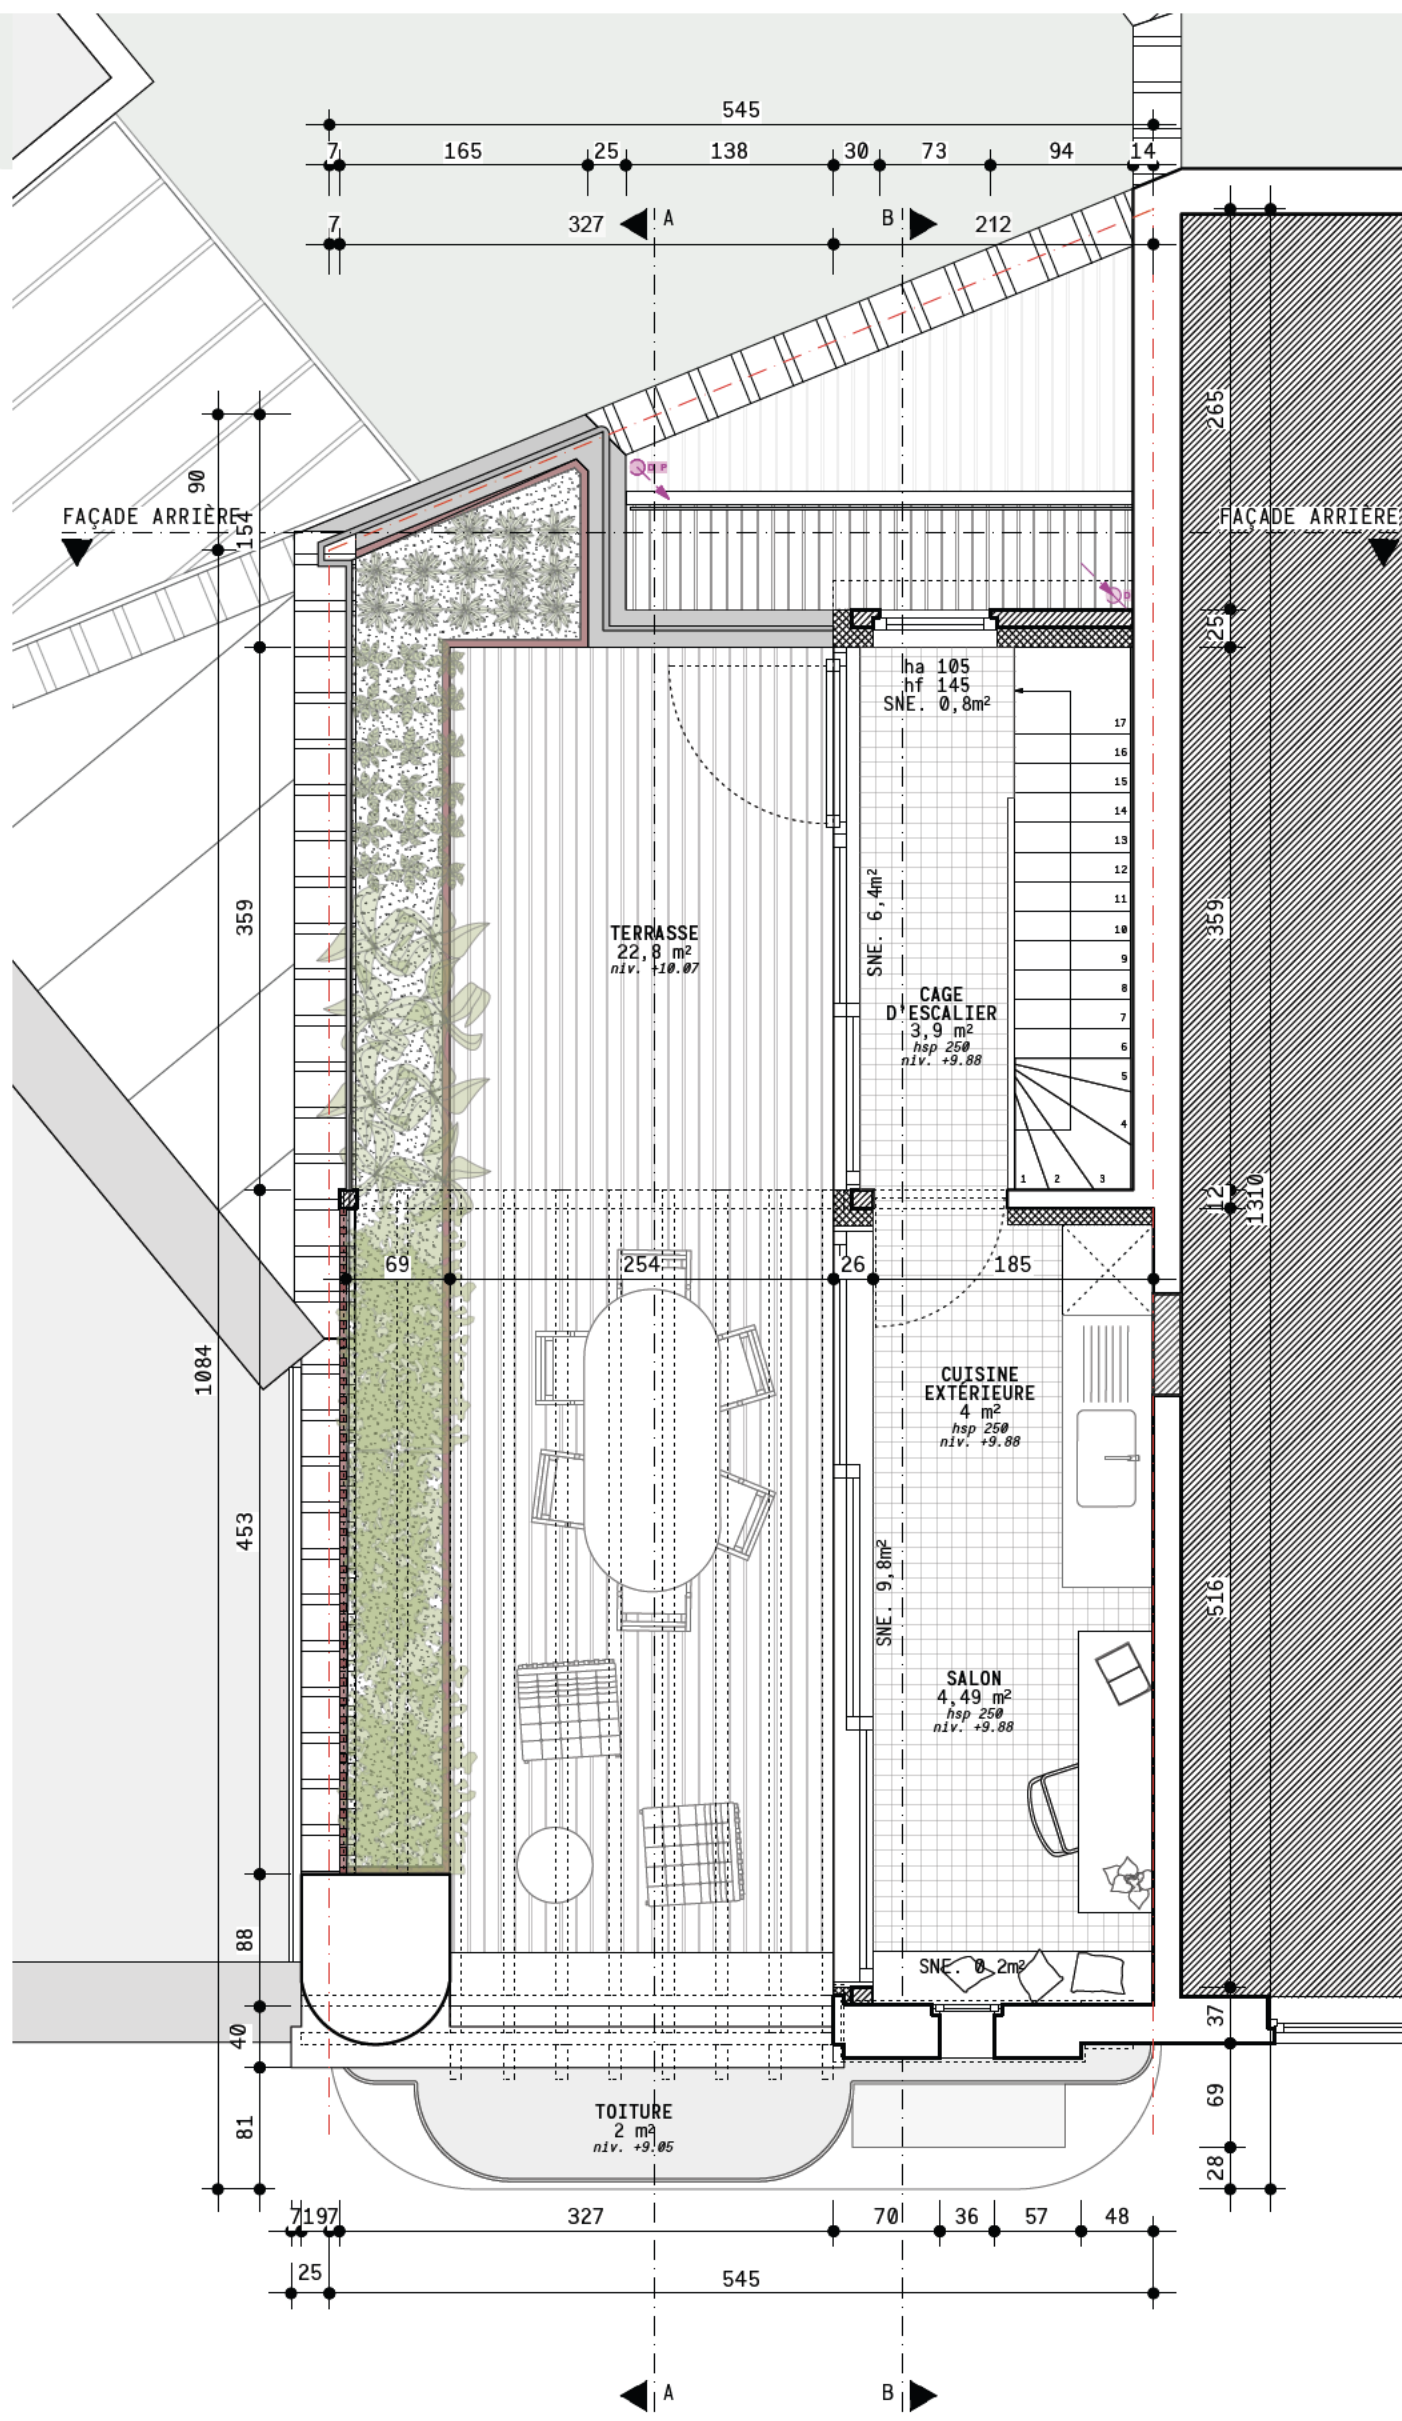 545
7 165 25 138 30 73 94 14
7 327 A B 212
265
90
FAÇADE ARRIÈRE
154
DP
FAÇADE ARRIÈRE
D
25
ha 105
hf 145
SNE. 0,8m²
17
16
15
14
13
12
11
10
9
8
7
6
5
4
3
2
1
359
SNE. 6,4m²
359
TERRASSE
22,8 m²
niv. +10.07
CAGE
D'ESCALIER
3,9 m²
hsp 250
niv. +9.88
12
1310
69 254 26 185
1084
CUISINE
EXTÉRIEURE
4 m²
hsp 250
niv. +9.88
453
SNE. 9,8m²
516
SALON
4,49 m²
hsp 250
niv. +9.88
88
SNE. 0,2m²
40
37
TOITURE
2 m²
niv. +9.05
81
69
28
7 19 7 327 70 36 57 48
25 545
A B